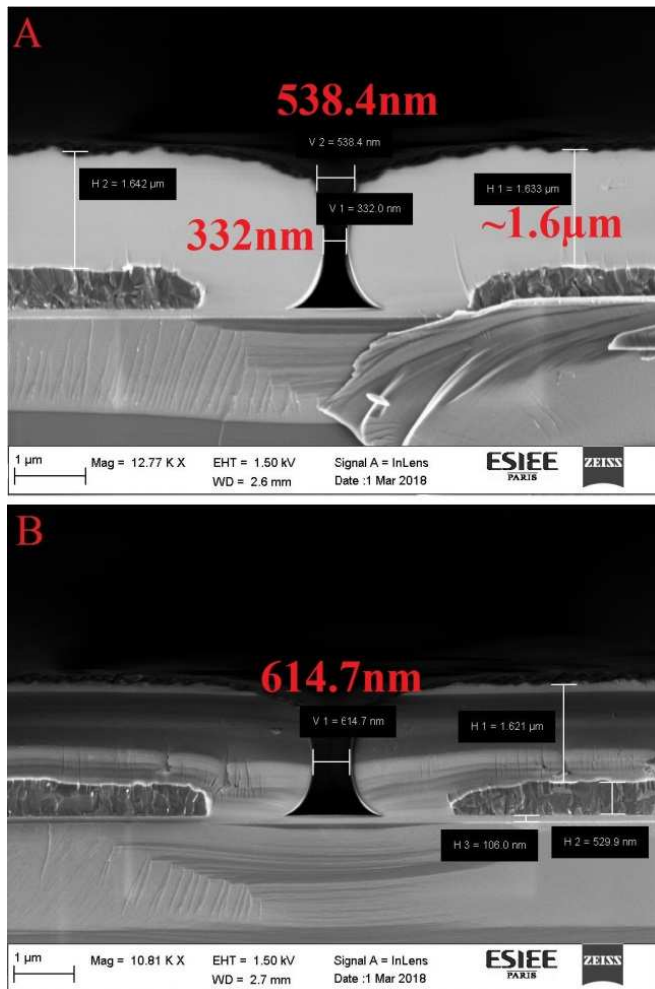 A
538.4nm
V 2 = 538.4 nm
H 2 = 1.642 µm
H 1 = 1.633 µm
V 1 = 332.0 nm
332nm
~1.6µm
1 µm
Mag = 12.77 K X
EHT = 1.50 kV
WD = 2.6 mm
Signal A = InLens
Date :1 Mar 2018
ESIEE
PARIS
ZEISS
B
614.7nm
V 1 = 614.7 nm
H 1 = 1.621 µm
H 3 = 106.0 nm
H 2 = 529.9 nm
1 µm
Mag = 10.81 K X
EHT = 1.50 kV
WD = 2.7 mm
Signal A = InLens
Date :1 Mar 2018
ESIEE
PARIS
ZEISS